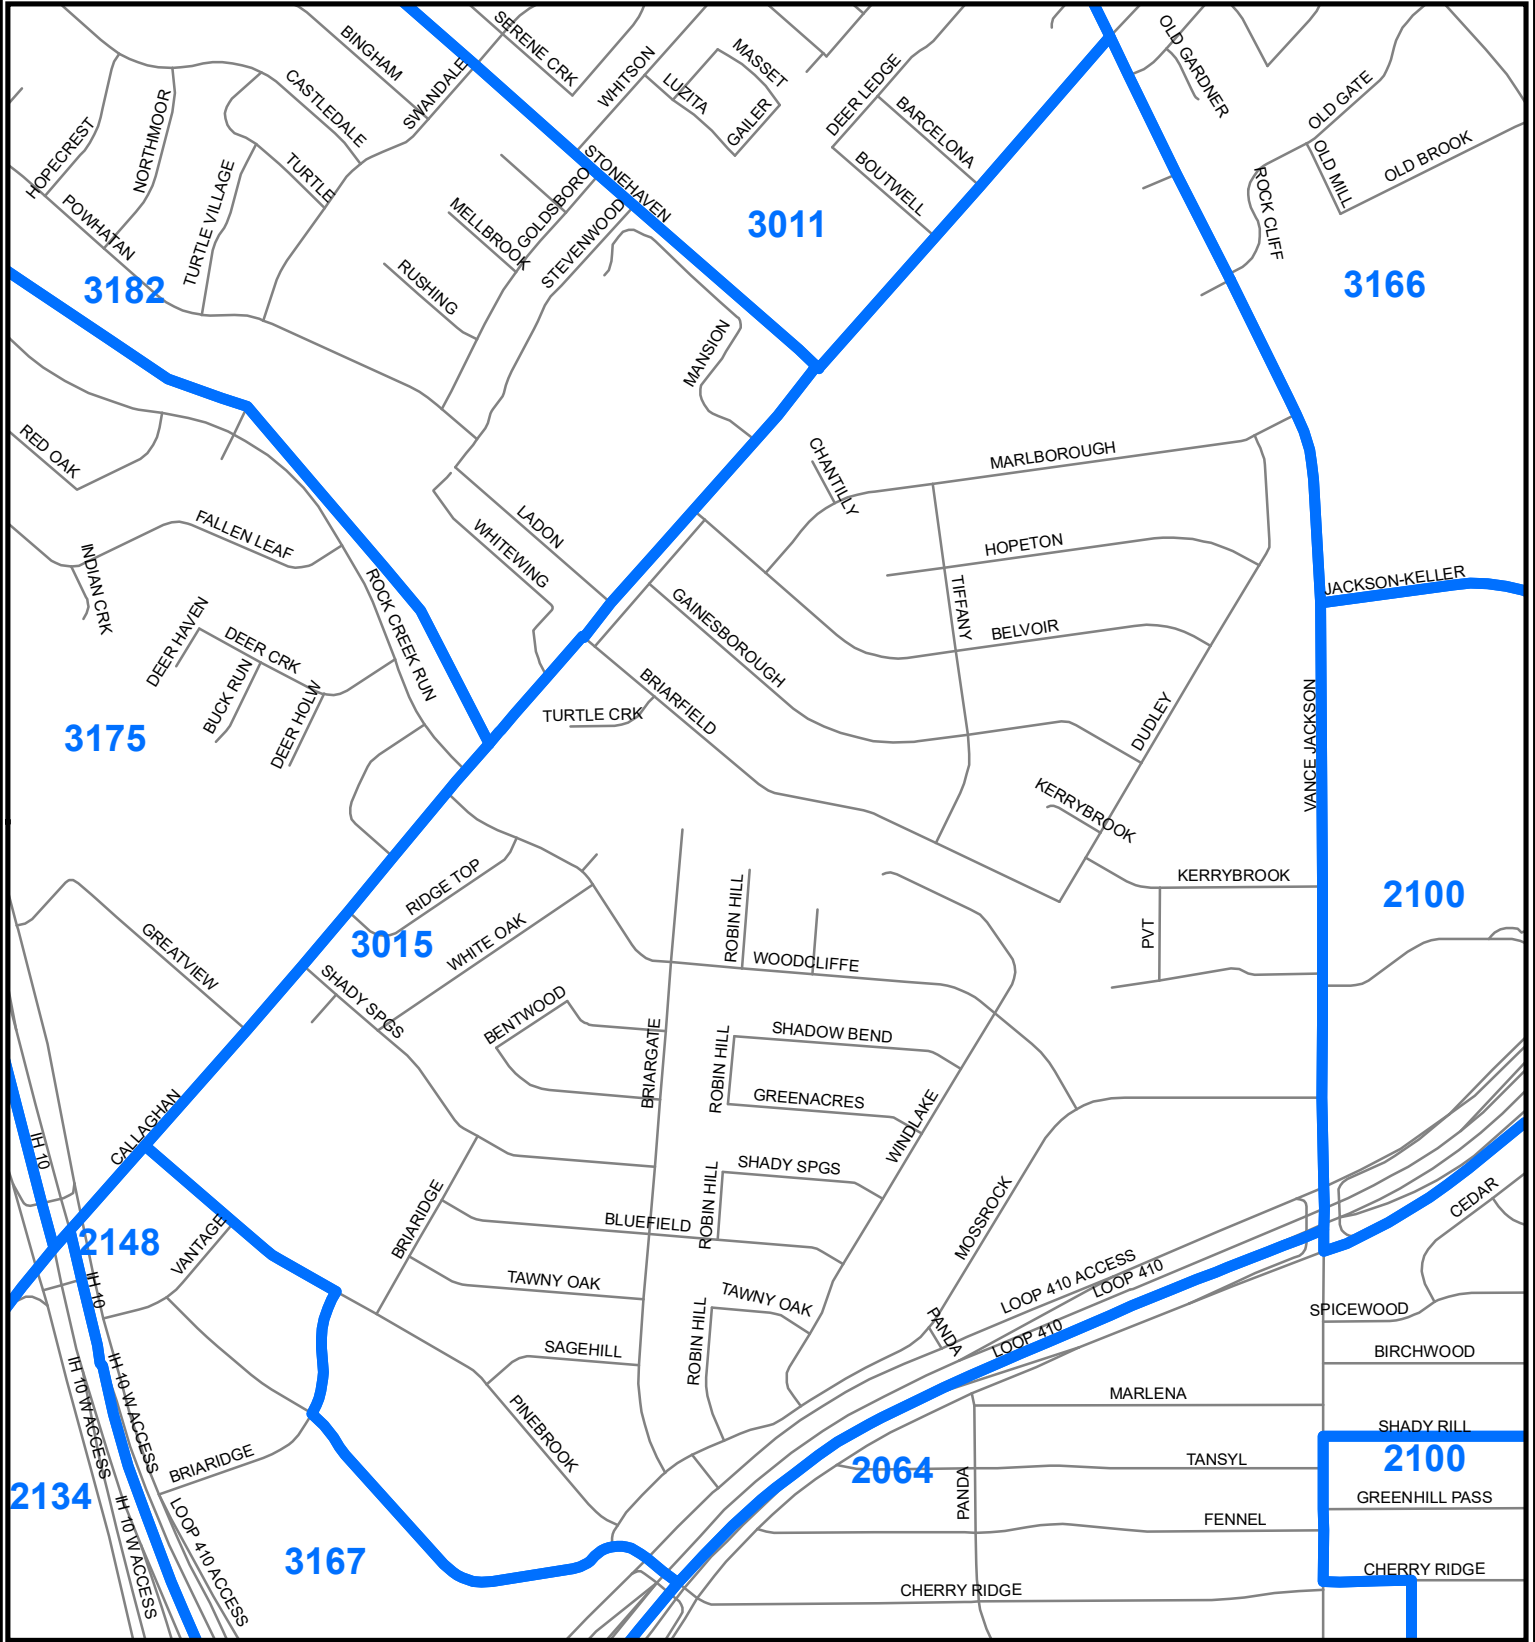 SERENE CRK
BINGHAM
OLD GARDNER
MASSET
WHITSON
SWANDALE
CASTLEDALE
LUZITA
DEER LEDGE
OLD GATE
NORTHMOOR
GAILER
BARCELONA
HOPECREST
OLD BROOK
STONEHAVEN
OLD MILL
TURTLE
BOUTWELL
ROCK CLIFF
POWHATAN
TURTLE VILLAGE
GOLDSBORO
MELLBROOK
STEVENWOOD
3011
3182
RUSHING
3166
MANSION
RED OAK
CHANTILLY
MARLBOROUGH
FALLEN LEAF
LADON
WHITEWING
HOPETON
INDIAN CRK
JACKSON-KELLER
ROCK CREEK RUN
GAINESBOROUGH
TIFFANY
BELVOIR
DEER HAVEN
DEER CRK
BUCK RUN
DEER HOLW
BRIARFIELD
TURTLE CRK
DUDLEY
VANCE JACKSON
3175
KERRYBROOK
KERRYBROOK
RIDGE TOP
2100
ROBIN HILL
PVT
3015
WHITE OAK
GREATVIEW
WOODCLIFFE
SHADY SPGS
BENTWOOD
SHADOW BEND
BRIARGATE
ROBIN HILL
GREENACRES
WINDLAKE
CALLAGHAN
IH 10
SHADY SPGS
ROBIN HILL
CEDAR
BRIARIDGE
MOSSROCK
BLUEFIELD
2148
VANTAGE
IH 10
TAWNY OAK
LOOP 410 ACCESS
LOOP 410
TAWNY OAK
SPICEWOOD
PANDA
LOOP 410
ROBIN HILL
SAGEHILL
BIRCHWOOD
IH 10 W ACCESS
IH 10 W ACCESS
MARLENA
PINEBROOK
SHADY RILL
BRIARIDGE
2064
TANSYL
2100
PANDA
2134
GREENHILL PASS
IH 10 W ACCESS
LOOP 410 ACCESS
FENNEL
3167
CHERRY RIDGE
CHERRY RIDGE